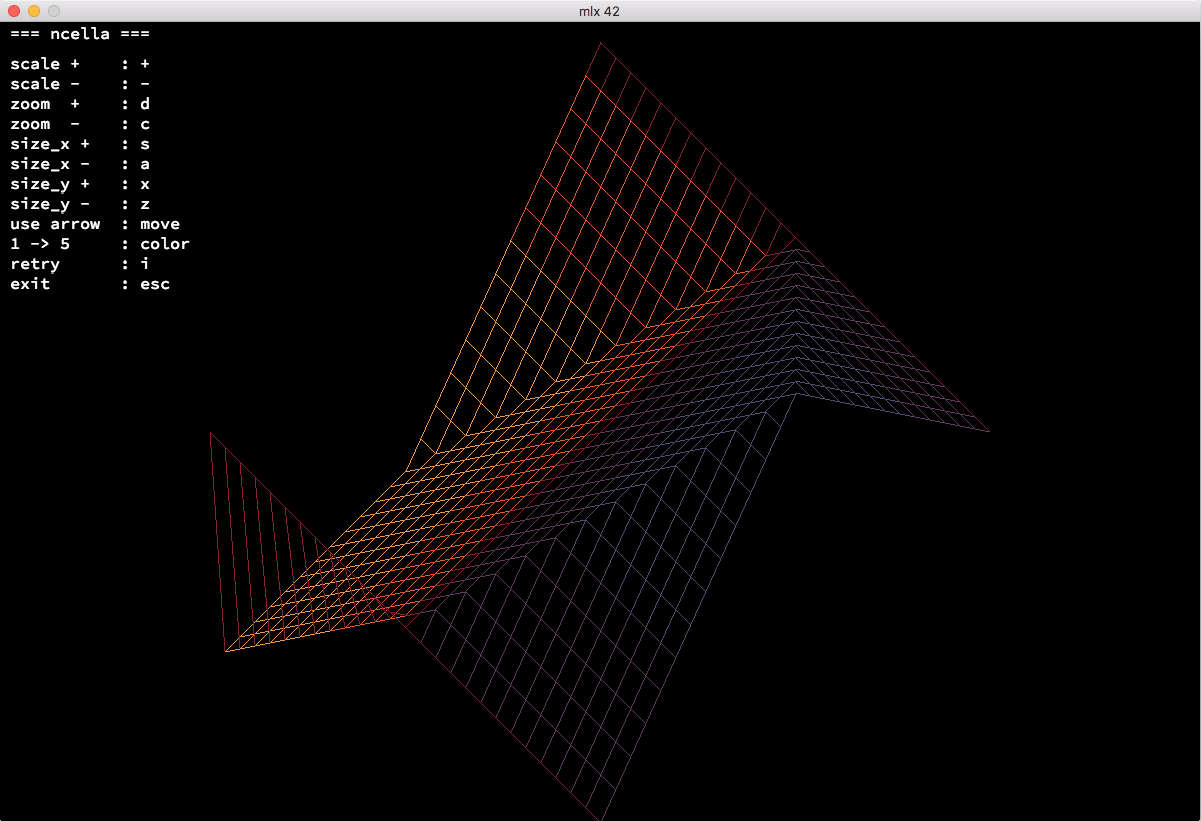 mlx 42
=== ncella ===
scale +    : +
scale -    : -
zoom  +    : d
zoom  -    : c
size_x +   : s
size_x -   : a
size_y +   : x
size_y -   : z
use arrow  : move
1 -> 5     : color
retry      : i
exit       : esc